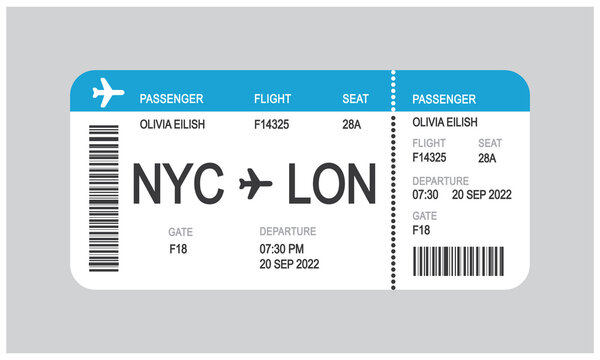 PASSENGER FLIGHT SEAT
OLIVIA EILISH F14325 28A
NYC LON
GATE DEPARTURE
F18 07:30 PM
20 SEP 2022
PASSENGER
OLIVIA EILISH
FLIGHT SEAT
F14325 28A
DEPARTURE
07:30 20 SEP 2022
GATE
F18